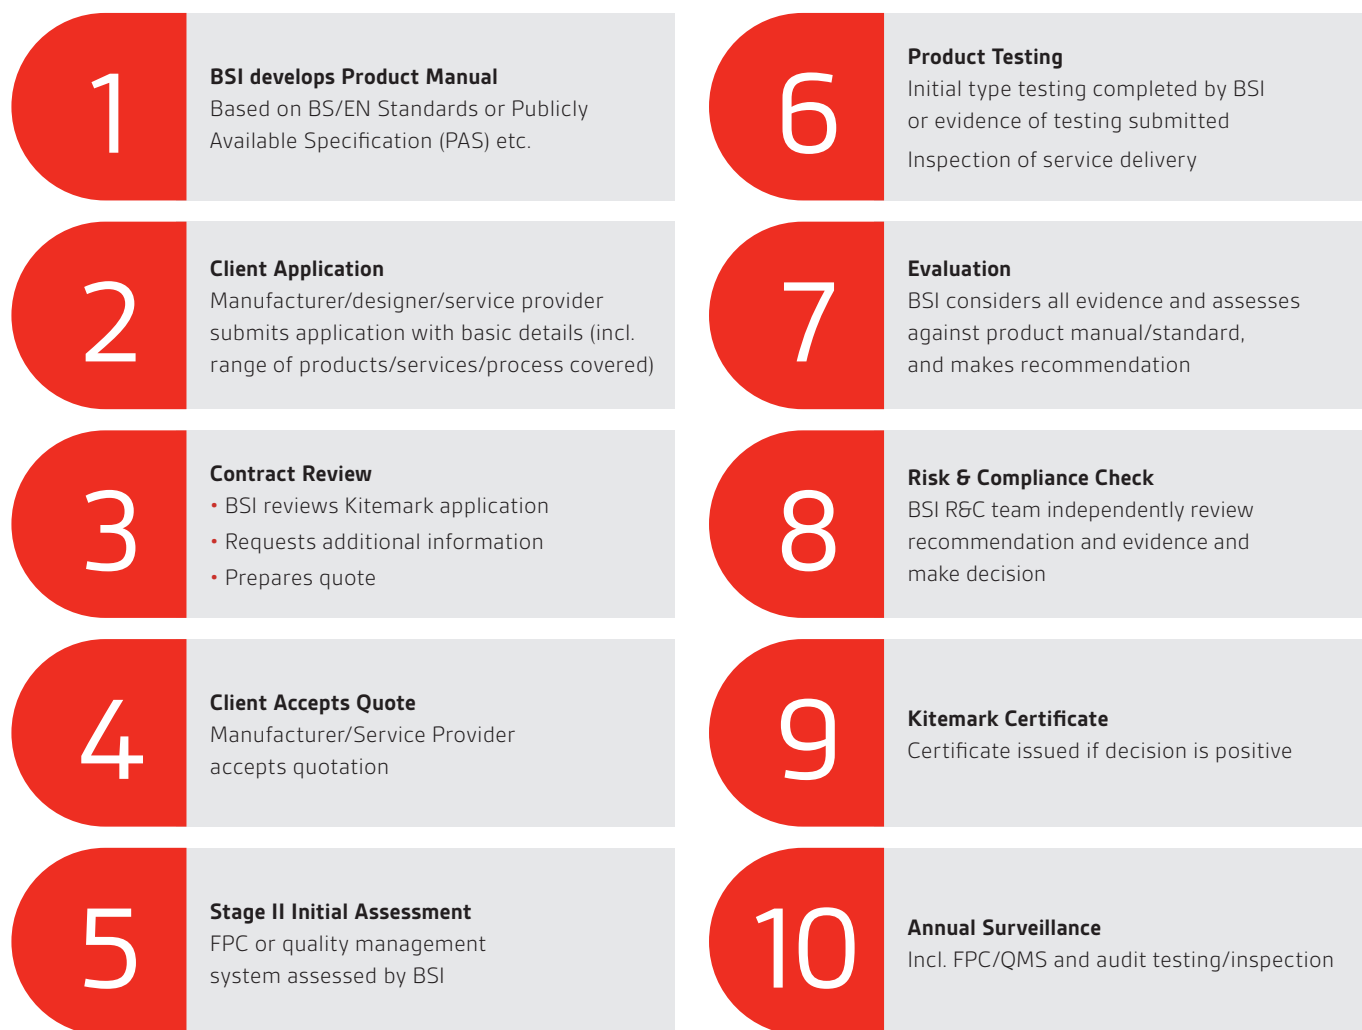 1
BSI develops Product Manual
Based on BS/EN Standards or Publicly
Available Specification (PAS) etc.
2
Client Application
Manufacturer/designer/service provider
submits application with basic details (incl.
range of products/services/process covered)
3
Contract Review
• BSI reviews Kitemark application
• Requests additional information
• Prepares quote
4
Client Accepts Quote
Manufacturer/Service Provider
accepts quotation
5
Stage II Initial Assessment
FPC or quality management
system assessed by BSI
6
Product Testing
Initial type testing completed by BSI
or evidence of testing submitted
Inspection of service delivery
7
Evaluation
BSI considers all evidence and assesses
against product manual/standard,
and makes recommendation
8
Risk & Compliance Check
BSI R&C team independently review
recommendation and evidence and
make decision
9
Kitemark Certificate
Certificate issued if decision is positive
10
Annual Surveillance
Incl. FPC/QMS and audit testing/inspection